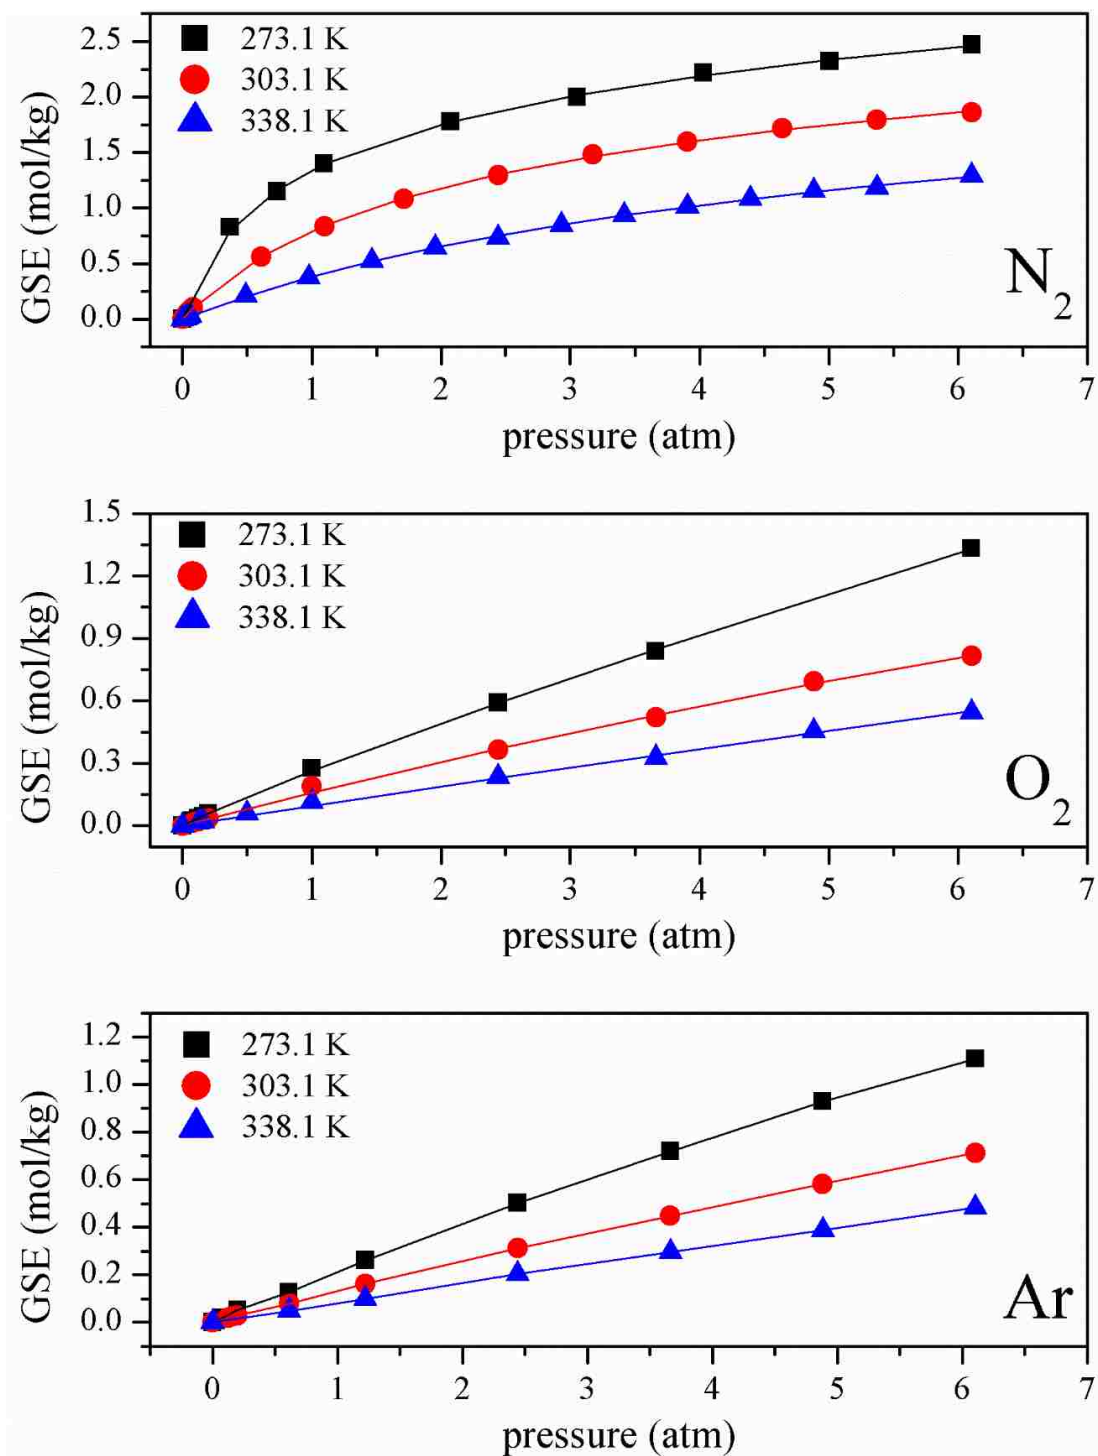 2.5
2.0
1.5
1.0
0.5
0.0
GSE (mol/kg)
273.1 K
303.1 K
338.1 K
N2
0 1 2 3 4 5 6 7
pressure (atm)
1.5
1.2
0.9
0.6
0.3
0.0
GSE (mol/kg)
273.1 K
303.1 K
338.1 K
O2
0 1 2 3 4 5 6 7
pressure (atm)
1.2
1.0
0.8
0.6
0.4
0.2
0.0
GSE (mol/kg)
273.1 K
303.1 K
338.1 K
Ar
0 1 2 3 4 5 6 7
pressure (atm)